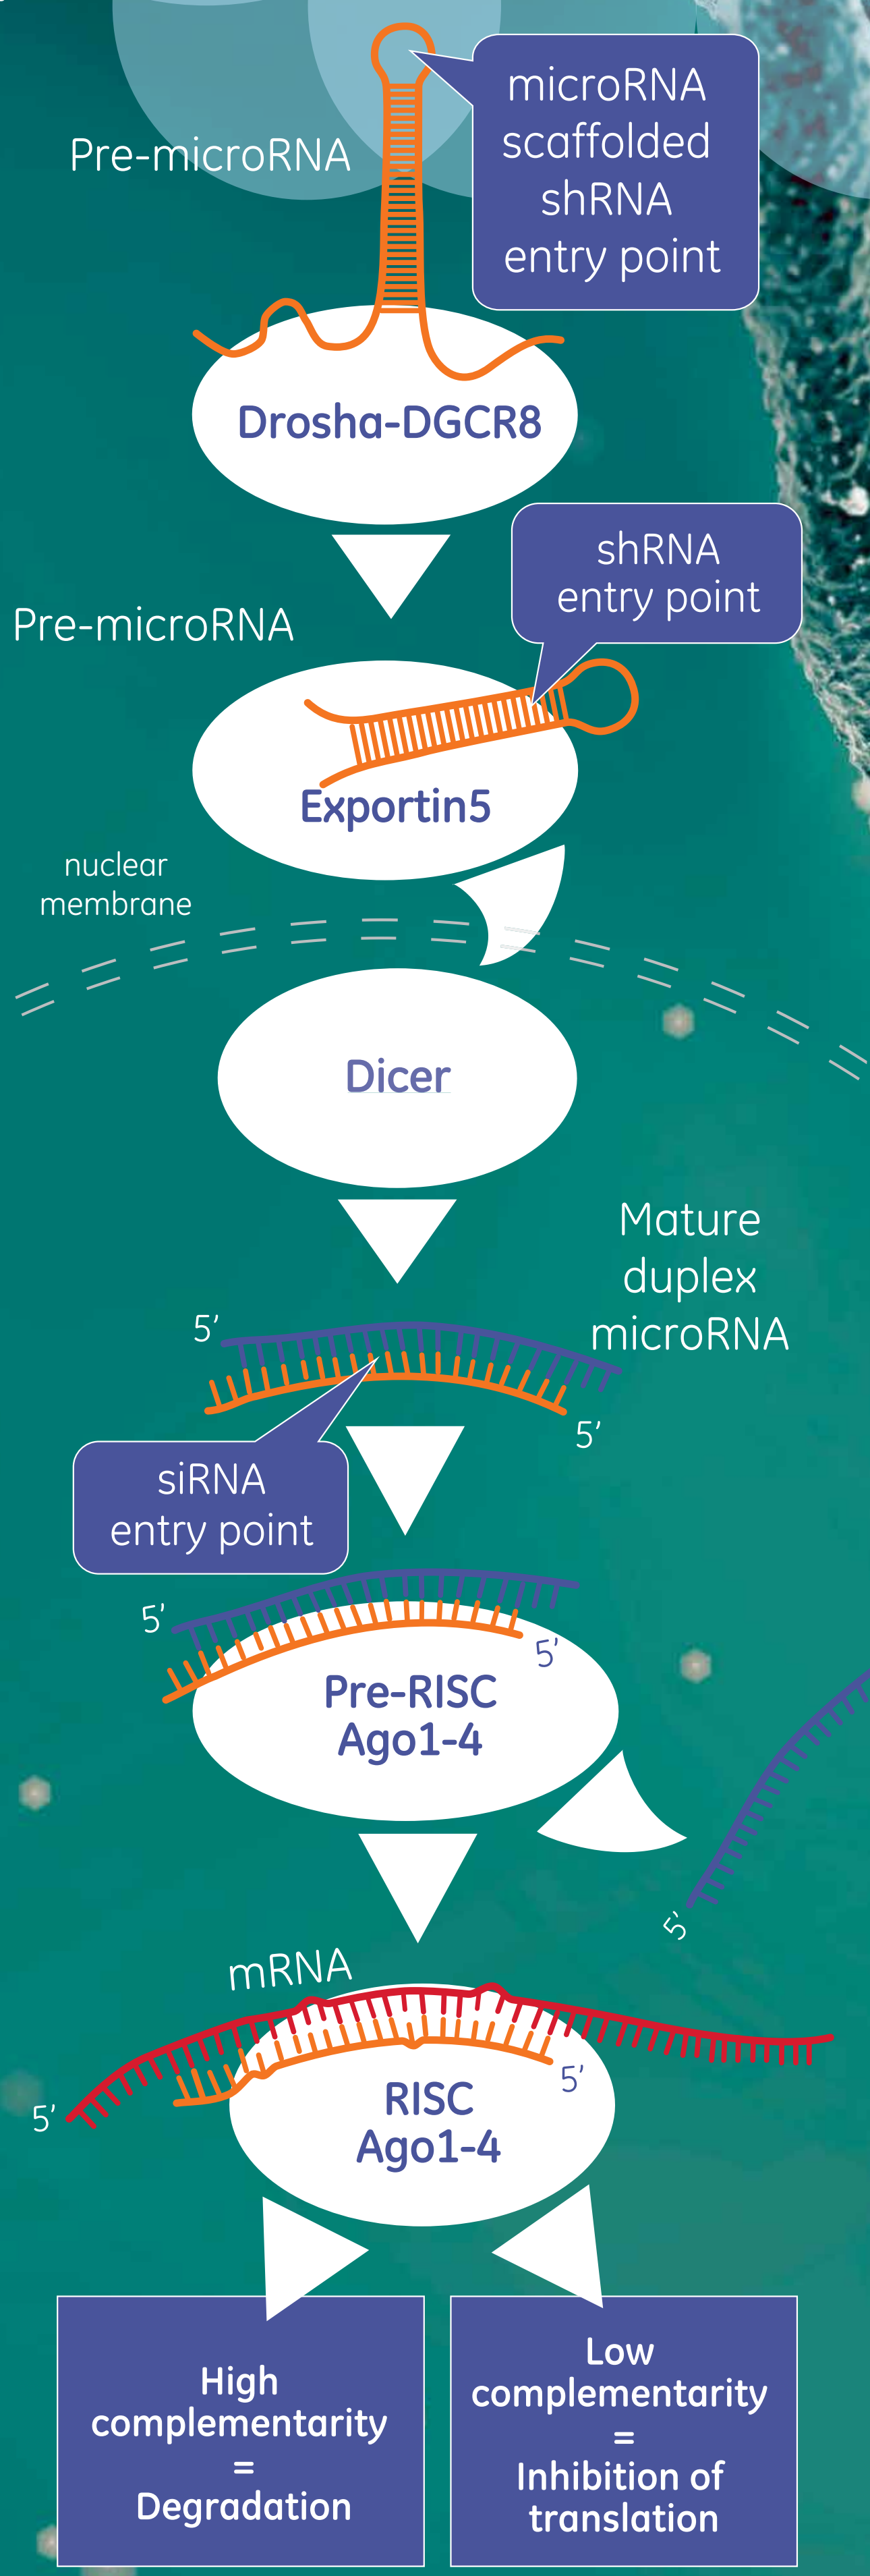 microRNA
scaffolded
shRNA
entry point
Pre-microRNA
Drosha-DGCR8
shRNA
entry point
Pre-microRNA
Exportin5
nuclear
membrane
Dicer
Mature
duplex
microRNA
5’
5’
siRNA
entry point
5’
5’
Pre-RISC
Ago1-4
5’
mRNA
5’
5’
RISC
Ago1-4
High
complementarity
=
Degradation
Low
complementarity
=
Inhibition of
translation